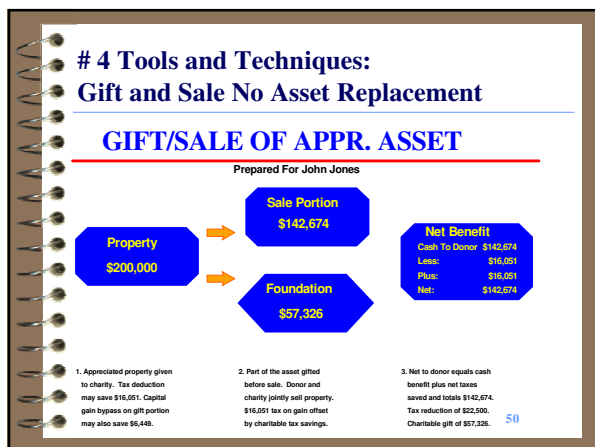 # 4 Tools and Techniques:
Gift and Sale No Asset Replacement
GIFT/SALE OF APPR. ASSET
Prepared For John Jones
Property
$200,000
Sale Portion
$142,674
Foundation
$57,326
Net Benefit
Cash To Donor $142,674
Less: $16,051
Plus: $16,051
Net: $142,674
1. Appreciated property given
to charity. Tax deduction
may save $16,051. Capital
gain bypass on gift portion
may also save $6,449.
2. Part of the asset gifted
before sale. Donor and
charity jointly sell property.
$16,051 tax on gain offset
by charitable tax savings.
3. Net to donor equals cash
benefit plus net taxes
saved and totals $142,674.
Tax reduction of $22,500.
Charitable gift of $57,326.
50